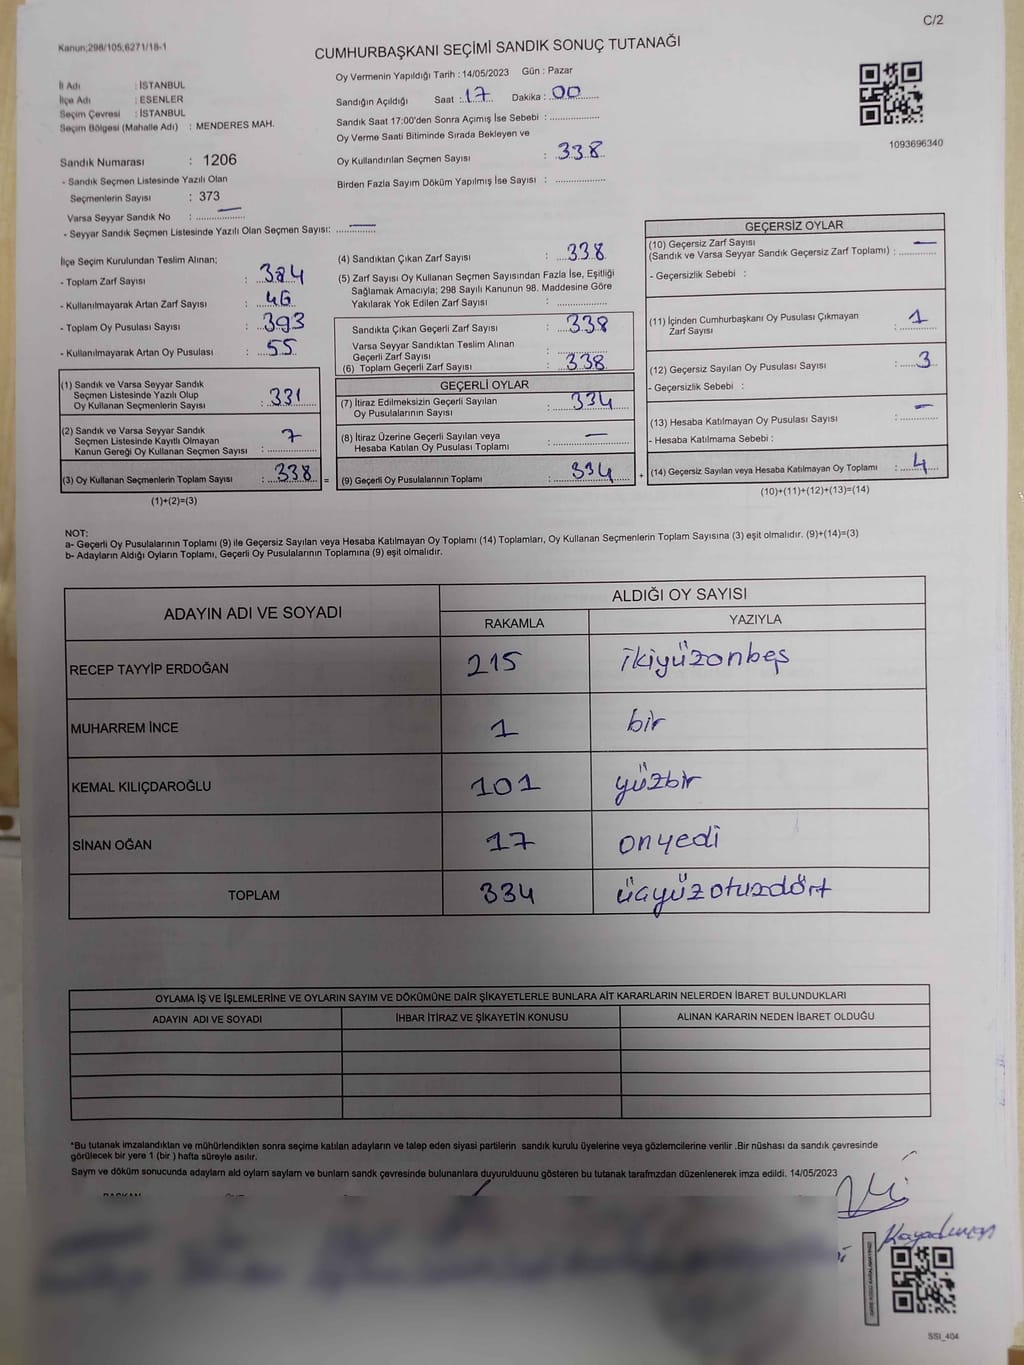 C/2
Kanun;298/105,6271/18-1
CUMHURBAŞKANI SEÇİMİ SANDIK SONUÇ TUTANAĞI
İl Adı : İSTANBUL
İlçe Adı : ESENLER
Seçim Çevresi : İSTANBUL
Seçim Bölgesi (Mahalle Adı) : MENDERES MAH.
Oy Vermenin Yapıldığı Tarih : 14/05/2023 Gün : Pazar
Sandığın Açıldığı Saat : 17 Dakika : 00
Sandık Saat 17:00'den Sonra Açımış İse Sebebi :
Oy Verme Saati Bitiminde Sırada Bekleyen ve
Oy Kullandırılan Seçmen Sayısı : 338
Birden Fazla Sayım Döküm Yapılmış İse Sayısı :
1093696340
Sandık Numarası : 1206
- Sandık Seçmen Listesinde Yazılı Olan
Seçmenlerin Sayısı : 373
Varsa Seyyar Sandık No : —
- Seyyar Sandık Seçmen Listesinde Yazılı Olan Seçmen Sayısı: —
İlçe Seçim Kurulundan Teslim Alınan;
- Toplam Zarf Sayısı : 384
- Kullanılmayarak Artan Zarf Sayısı : 46
- Toplam Oy Pusulası Sayısı : 393
- Kullanılmayarak Artan Oy Pusulası : 55
(1) Sandık ve Varsa Seyyar Sandık
Seçmen Listesinde Yazılı Olup
Oy Kullanan Seçmenlerin Sayısı : 331
(2) Sandık ve Varsa Seyyar Sandık
Seçmen Listesinde Kayıtlı Olmayan
Kanun Gereği Oy Kullanan Seçmen Sayısı : 7
(3) Oy Kullanan Seçmenlerin Toplam Sayısı : 338 =
(1)+(2)=(3)
(4) Sandıktan Çıkan Zarf Sayısı : 338
(5) Zarf Sayısı Oy Kullanan Seçmen Sayısından Fazla İse, Eşitliği
Sağlamak Amacıyla; 298 Sayılı Kanunun 98. Maddesine Göre
Yakılarak Yok Edilen Zarf Sayısı :
Sandıkta Çıkan Geçerli Zarf Sayısı : 338
Varsa Seyyar Sandıktan Teslim Alınan
Geçerli Zarf Sayısı :
(6) Toplam Geçerli Zarf Sayısı : 338
GEÇERLİ OYLAR
(7) İtiraz Edilmeksizin Geçerli Sayılan
Oy Pusulalarının Sayısı : 334
(8) İtiraz Üzerine Geçerli Sayılan veya
Hesaba Katılan Oy Pusulası Toplamı : —
(9) Geçerli Oy Pusulalarının Toplamı : 334 +
GEÇERSİZ OYLAR
(10) Geçersiz Zarf Sayısı
(Sandık ve Varsa Seyyar Sandık Geçersiz Zarf Toplamı) : —
- Geçersizlik Sebebi :
(11) İçinden Cumhurbaşkanı Oy Pusulası Çıkmayan
Zarf Sayısı : 1
(12) Geçersiz Sayılan Oy Pusulası Sayısı : 3
- Geçersizlik Sebebi :
(13) Hesaba Katılmayan Oy Pusulası Sayısı : —
- Hesaba Katılmama Sebebi :
(14) Geçersiz Sayılan veya Hesaba Katılmayan Oy Toplamı : 4
(10)+(11)+(12)+(13)=(14)
NOT:
a- Geçerli Oy Pusulalarının Toplamı (9) ile Geçersiz Sayılan veya Hesaba Katılmayan Oy Toplamı (14) Toplamları, Oy Kullanan Seçmenlerin Toplam Sayısına (3) eşit olmalıdır. (9)+(14)=(3)
b- Adayların Aldığı Oyların Toplamı, Geçerli Oy Pusulalarının Toplamına (9) eşit olmalıdır.
ADAYIN ADI VE SOYADI ALDIĞI OY SAYISI
RAKAMLA YAZIYLA
RECEP TAYYİP ERDOĞAN 215 ikiyüzonbeş
MUHARREM İNCE 1 bir
KEMAL KILIÇDAROĞLU 101 yüzbir
SİNAN OĞAN 17 onyedi
TOPLAM 334 üçyüzotuzdört
OYLAMA İŞ VE İŞLEMLERİNE VE OYLARIN SAYIM VE DÖKÜMÜNE DAİR ŞİKAYETLERLE BUNLARA AİT KARARLARIN NELERDEN İBARET BULUNDUKLARI
ADAYIN ADI VE SOYADI İHBAR İTİRAZ VE ŞİKAYETİN KONUSU ALINAN KARARIN NEDEN İBARET OLDUĞU
*Bu tutanak imzalandıktan ve mühürlendikten sonra seçime katılan adayların ve talep eden siyasi partilerin sandık kurulu üyelerine veya gözlemcilerine verilir .Bir nüshası da sandık çevresinde
görülecek bir yere 1 (bir ) hafta süreyle asılır.
Sayım ve döküm sonucunda adayların ald oylarn saylarn ve bunlarn sandk çevresinde bulunanlara duyurulduunu gösteren bu tutanak tarafmzdan düzenlenerek imza edildi. 14/05/2023
SSI_404